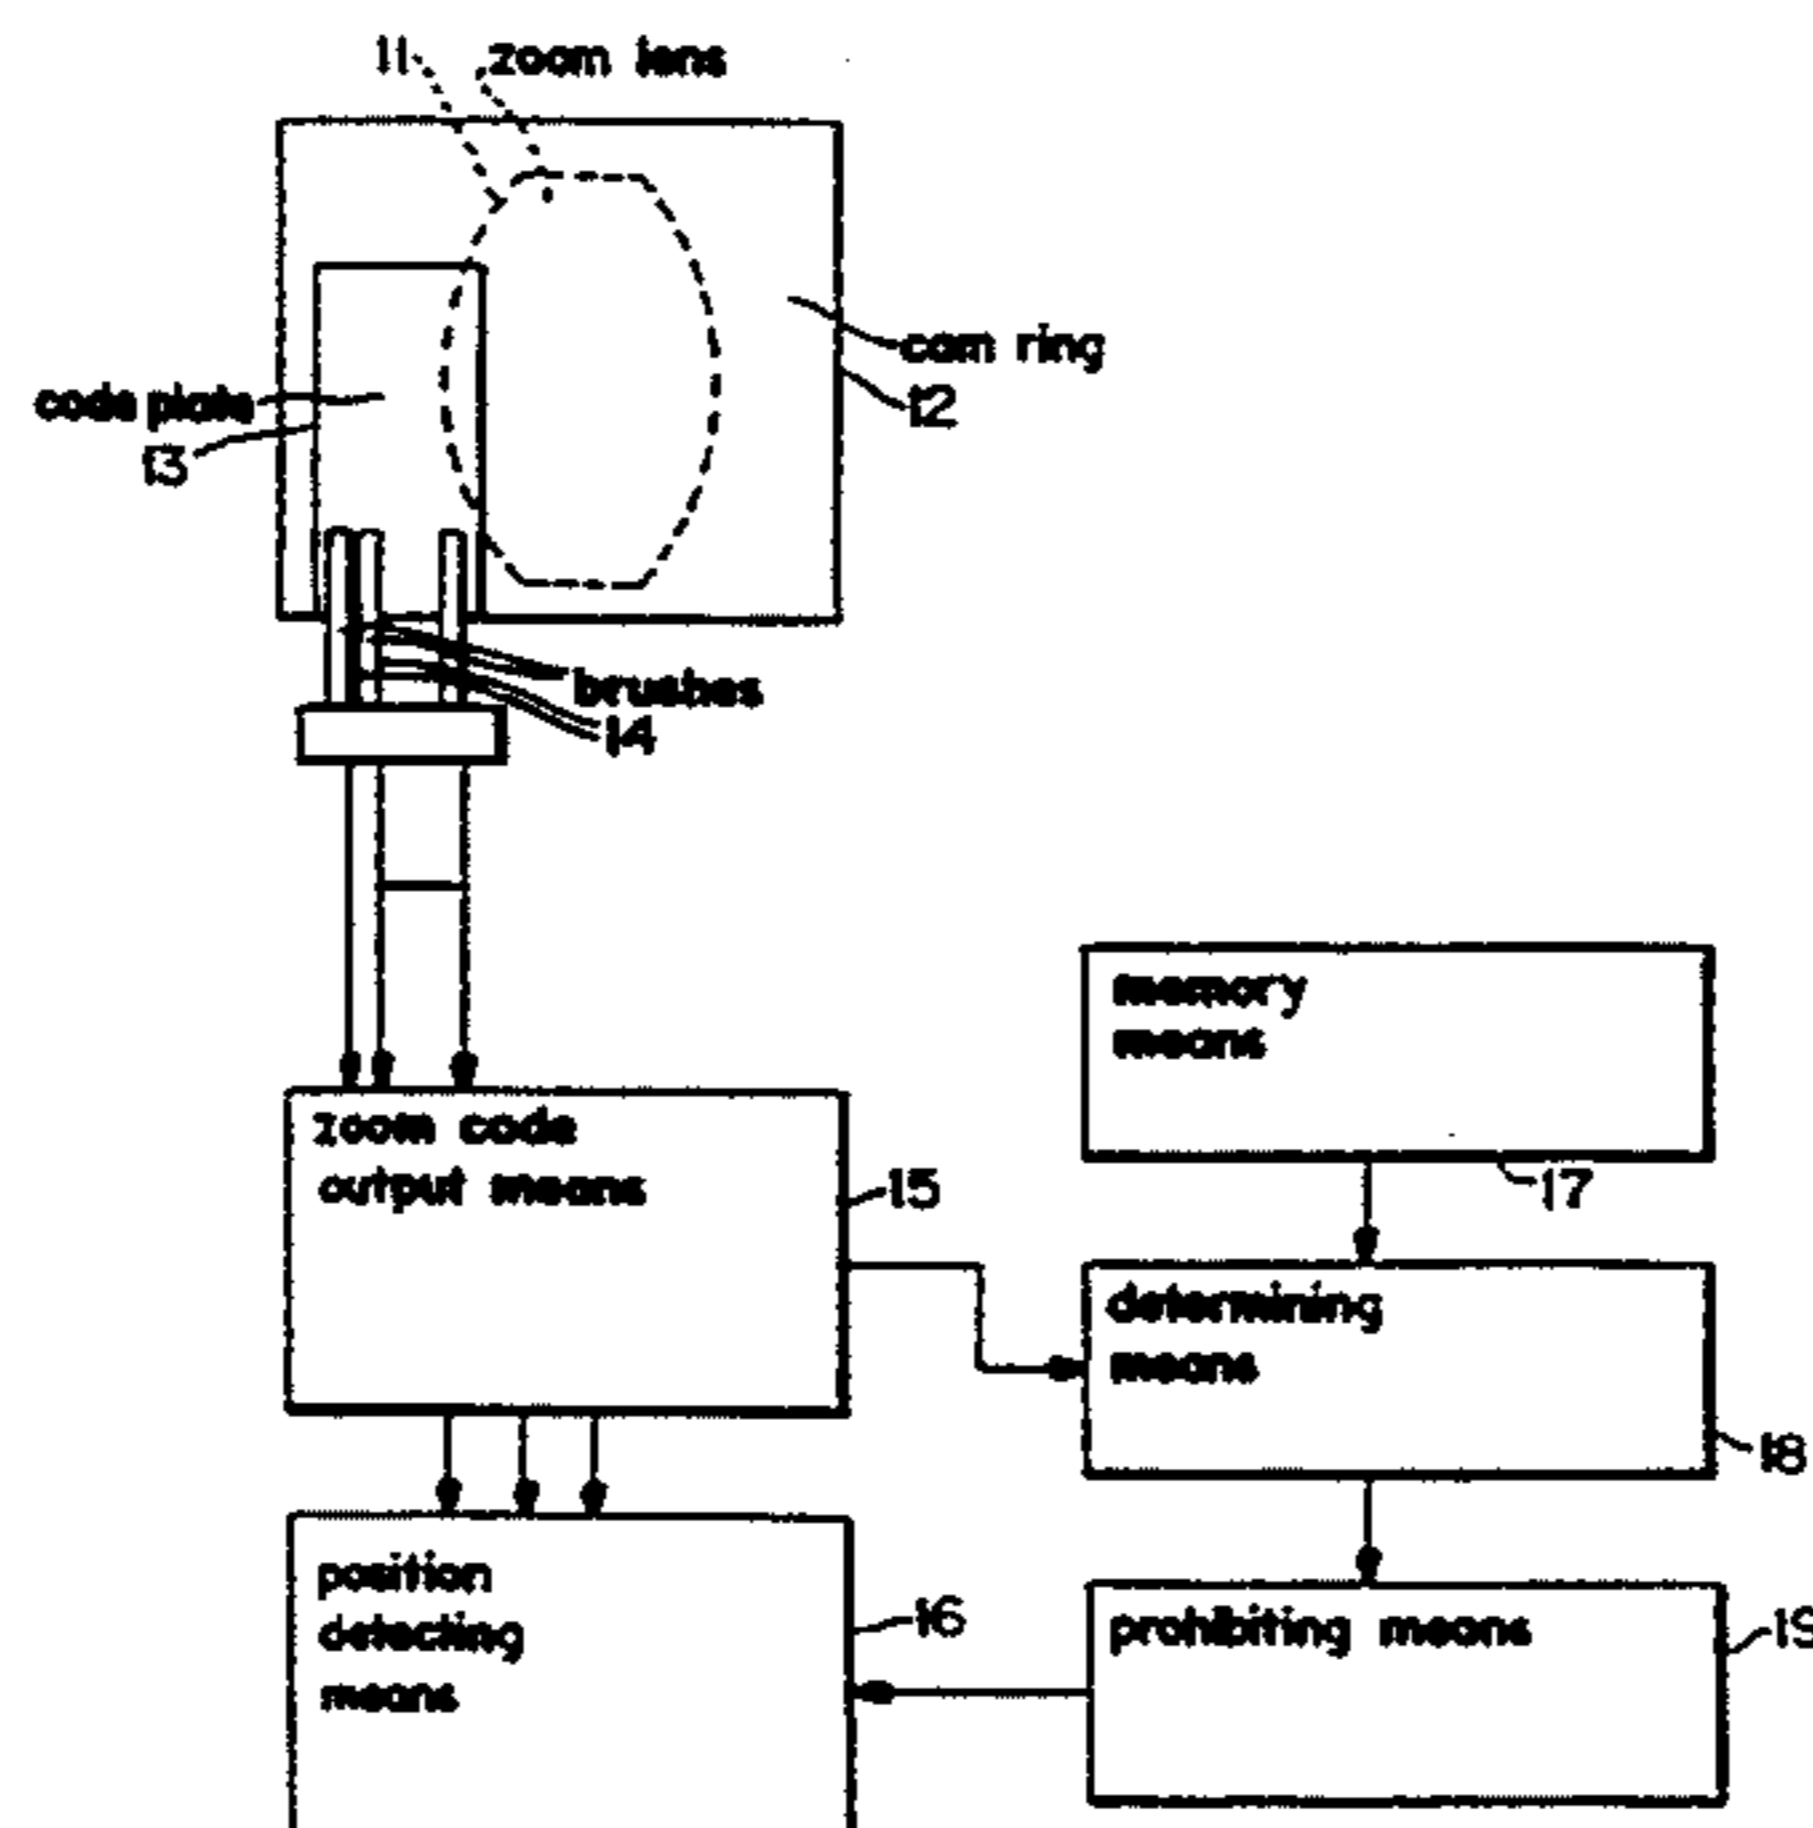 11 zoom lens
cam ring
12
code plate
13
brushes
14
memory
means
17
zoom code
output means
15
determining
means
18
position
detecting
means
16
prohibiting means
19